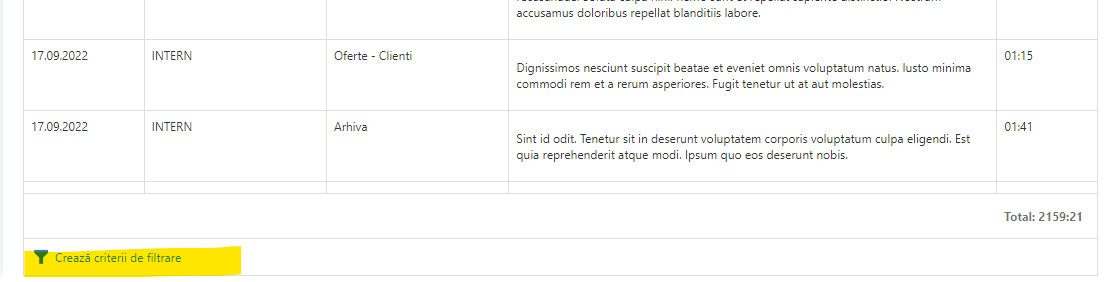 accusamus doloribus repellat blanditiis labore.
17.09.2022 INTERN Oferte - Clienti 01:15
Dignissimos nesciunt suscipit beatae et eveniet omnis voluptatum natus. Iusto minima
commodi rem et a rerum asperiores. Fugit tenetur ut at aut molestias.
17.09.2022 INTERN Arhiva 01:41
Sint id odit. Tenetur sit in deserunt voluptatem corporis voluptatum culpa eligendi. Est
quia reprehenderit atque modi. Ipsum quo eos deserunt nobis.
Total: 2159:21
Crează criterii de filtrare